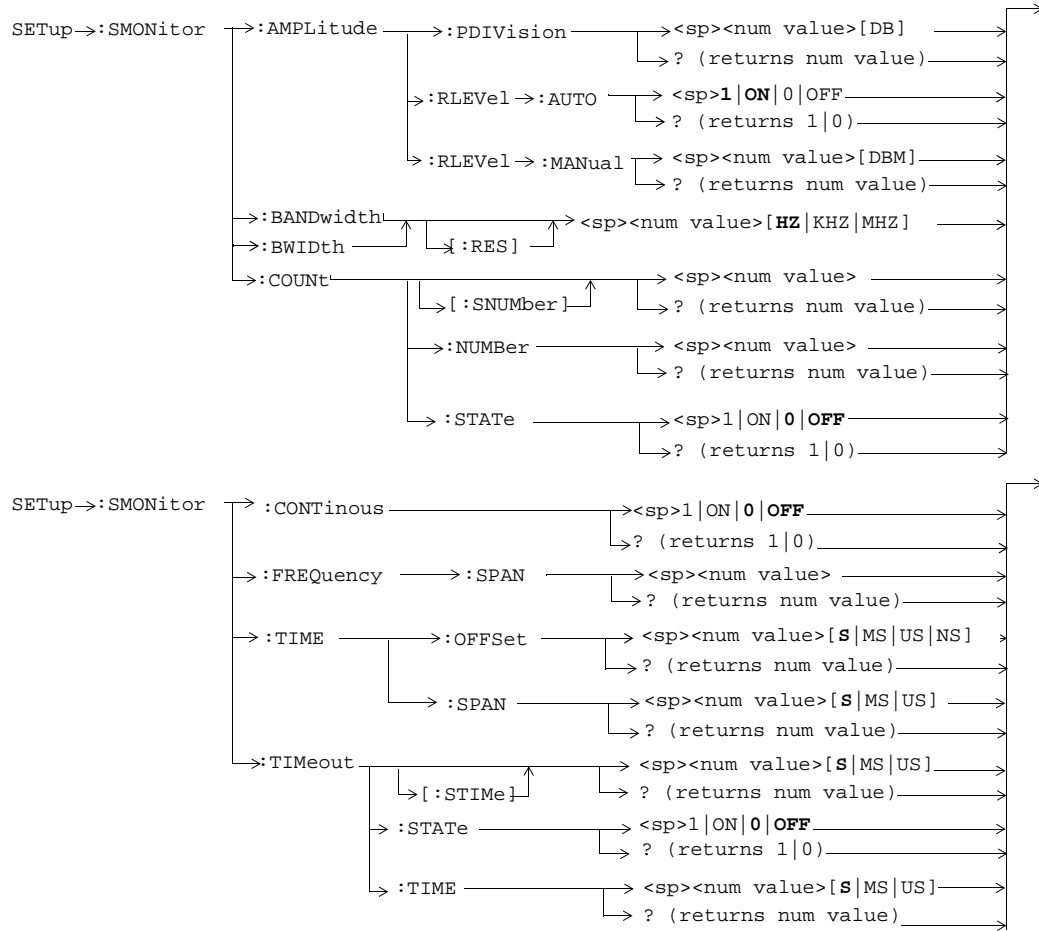 SETup :SMONitor :AMPLitude :PDIVision <sp><num value>[DB]
? (returns num value)
:RLEVel :AUTO <sp>1|ON|0|OFF
? (returns 1|0)
:RLEVel :MANual <sp><num value>[DBM]
? (returns num value)
:BANDwidth <sp><num value>[HZ|KHZ|MHZ]
:BWIDth [:RES]
:COUNt <sp><num value>
[:SNUMber] ? (returns num value)
:NUMBer <sp><num value>
? (returns num value)
:STATe <sp>1|ON|0|OFF
? (returns 1|0)
SETup :SMONitor :CONTinous <sp>1|ON|0|OFF
? (returns 1|0)
:FREQuency :SPAN <sp><num value>
? (returns num value)
:TIME :OFFSet <sp><num value>[S|MS|US|NS]
? (returns num value)
:SPAN <sp><num value>[S|MS|US]
? (returns num value)
:TIMeout <sp><num value>[S|MS|US]
[:STIMe] ? (returns num value)
:STATe <sp>1|ON|0|OFF
? (returns 1|0)
:TIME <sp><num value>[S|MS|US]
? (returns num value)